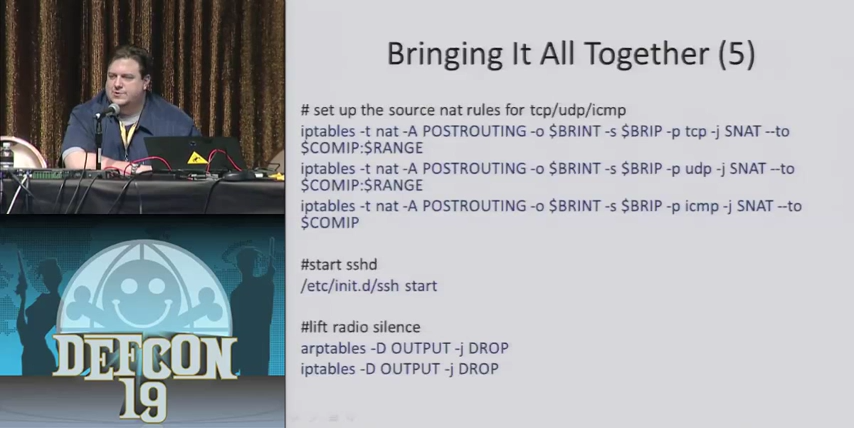 Bringing It All Together (5)
# set up the source nat rules for tcp/udp/icmp
iptables -t nat -A POSTROUTING -o $BRINT -s $BRIP -p tcp -j SNAT --to
$COMIP:$RANGE
iptables -t nat -A POSTROUTING -o $BRINT -s $BRIP -p udp -j SNAT --to
$COMIP:$RANGE
iptables -t nat -A POSTROUTING -o $BRINT -s $BRIP -p icmp -j SNAT --to
$COMIP
#start sshd
/etc/init.d/ssh start
#lift radio silence
arptables -D OUTPUT -j DROP
iptables -D OUTPUT -j DROP
DEFCON
19